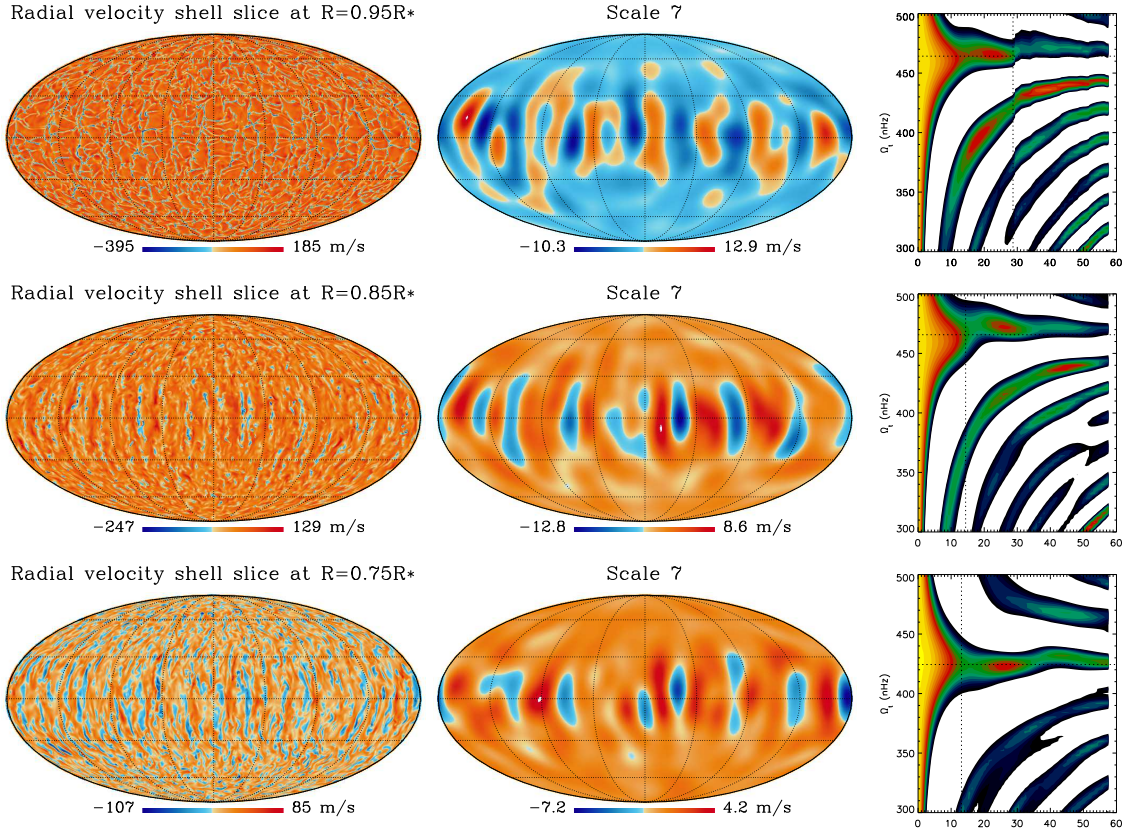 Radial velocity shell slice at R=0.95R*
Scale 7
-395 185 m/s
-10.3 12.9 m/s
500
450
400
350
300
Ωt (nHz)
0 10 20 30 40 50 60
Radial velocity shell slice at R=0.85R*
Scale 7
-247 129 m/s
-12.8 8.6 m/s
500
450
400
350
300
Ωt (nHz)
0 10 20 30 40 50 60
Radial velocity shell slice at R=0.75R*
Scale 7
-107 85 m/s
-7.2 4.2 m/s
500
450
400
350
300
Ωt (nHz)
0 10 20 30 40 50 60